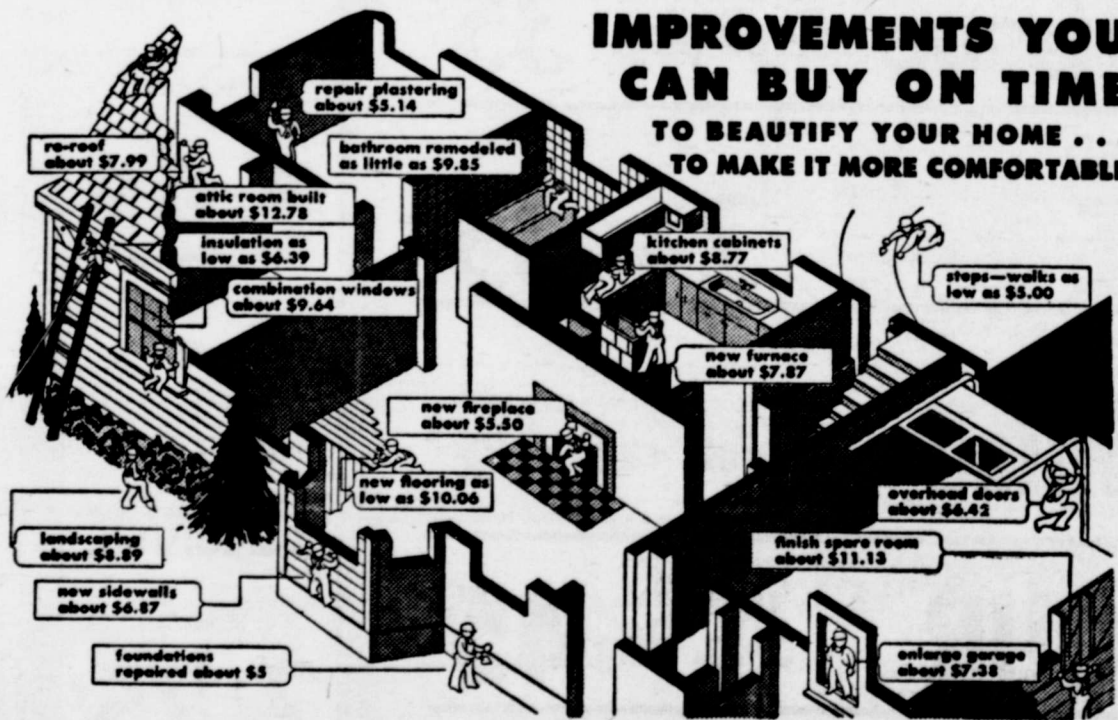 IMPROVEMENTS YOU
CAN BUY ON TIME
TO BEAUTIFY YOUR HOME . .
TO MAKE IT MORE COMFORTABLE
repair plastering
about $5.14
re-roof
about $7.99
bathroom remodeled
as little as $9.85
attic room built
about $12.78
insulation as
low as $6.39
kitchen cabinets
about $8.77
combination windows
about $9.64
steps—walks as
low as $5.00
new furnace
about $7.87
new fireplace
about $5.50
new flooring as
low as $10.06
overhead doors
about $6.42
landscaping
about $8.89
finish spare room
about $11.13
new sidewalls
about $6.87
foundations
repaired about $5
enlarge garage
about $7.38